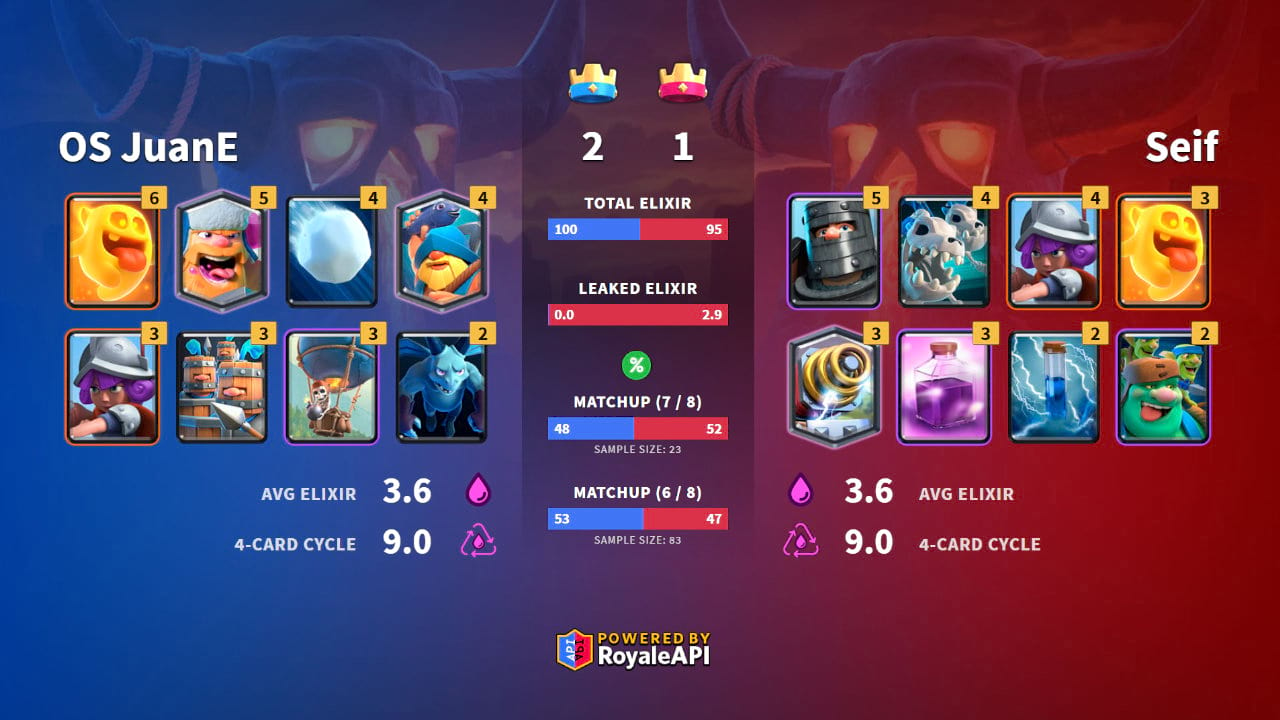 2 1
OS JuanE
Seif
6 5 4 4
3 3 3 2
5 4 4 3
3 3 2 2
TOTAL ELIXIR
100 95
LEAKED ELIXIR
0.0 2.9
%
MATCHUP (7 / 8)
48 52
SAMPLE SIZE: 23
MATCHUP (6 / 8)
53 47
SAMPLE SIZE: 83
AVG ELIXIR 3.6
4-CARD CYCLE 9.0
3.6 AVG ELIXIR
9.0 4-CARD CYCLE
API API
POWERED BY
RoyaleAPI